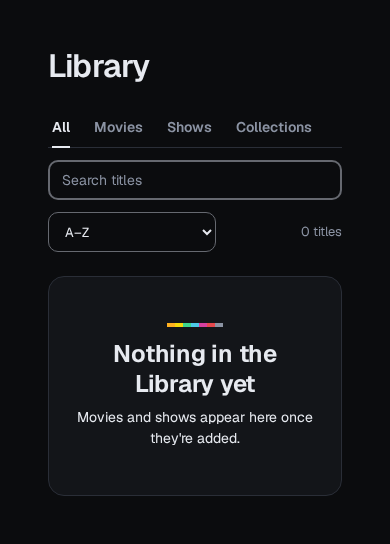 Library
All Movies Shows Collections
Search titles
A–Z 0 titles
Nothing in the
Library yet
Movies and shows appear here once
they're added.